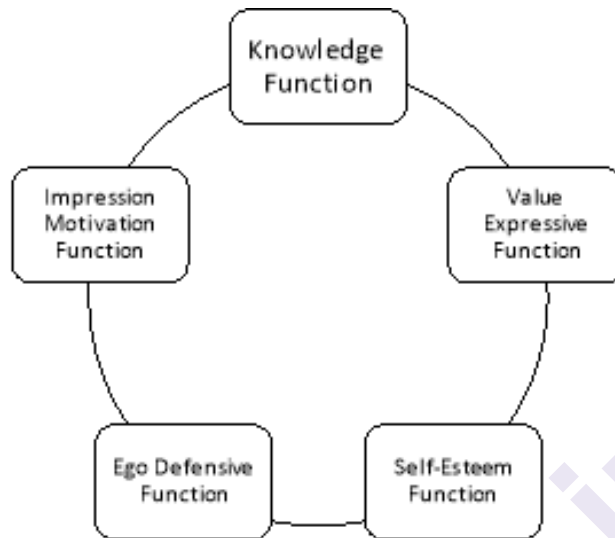 Knowledge
Function
Impression
Motivation
Function
Value
Expressive
Function
Ego Defensive
Function
Self-Esteem
Function